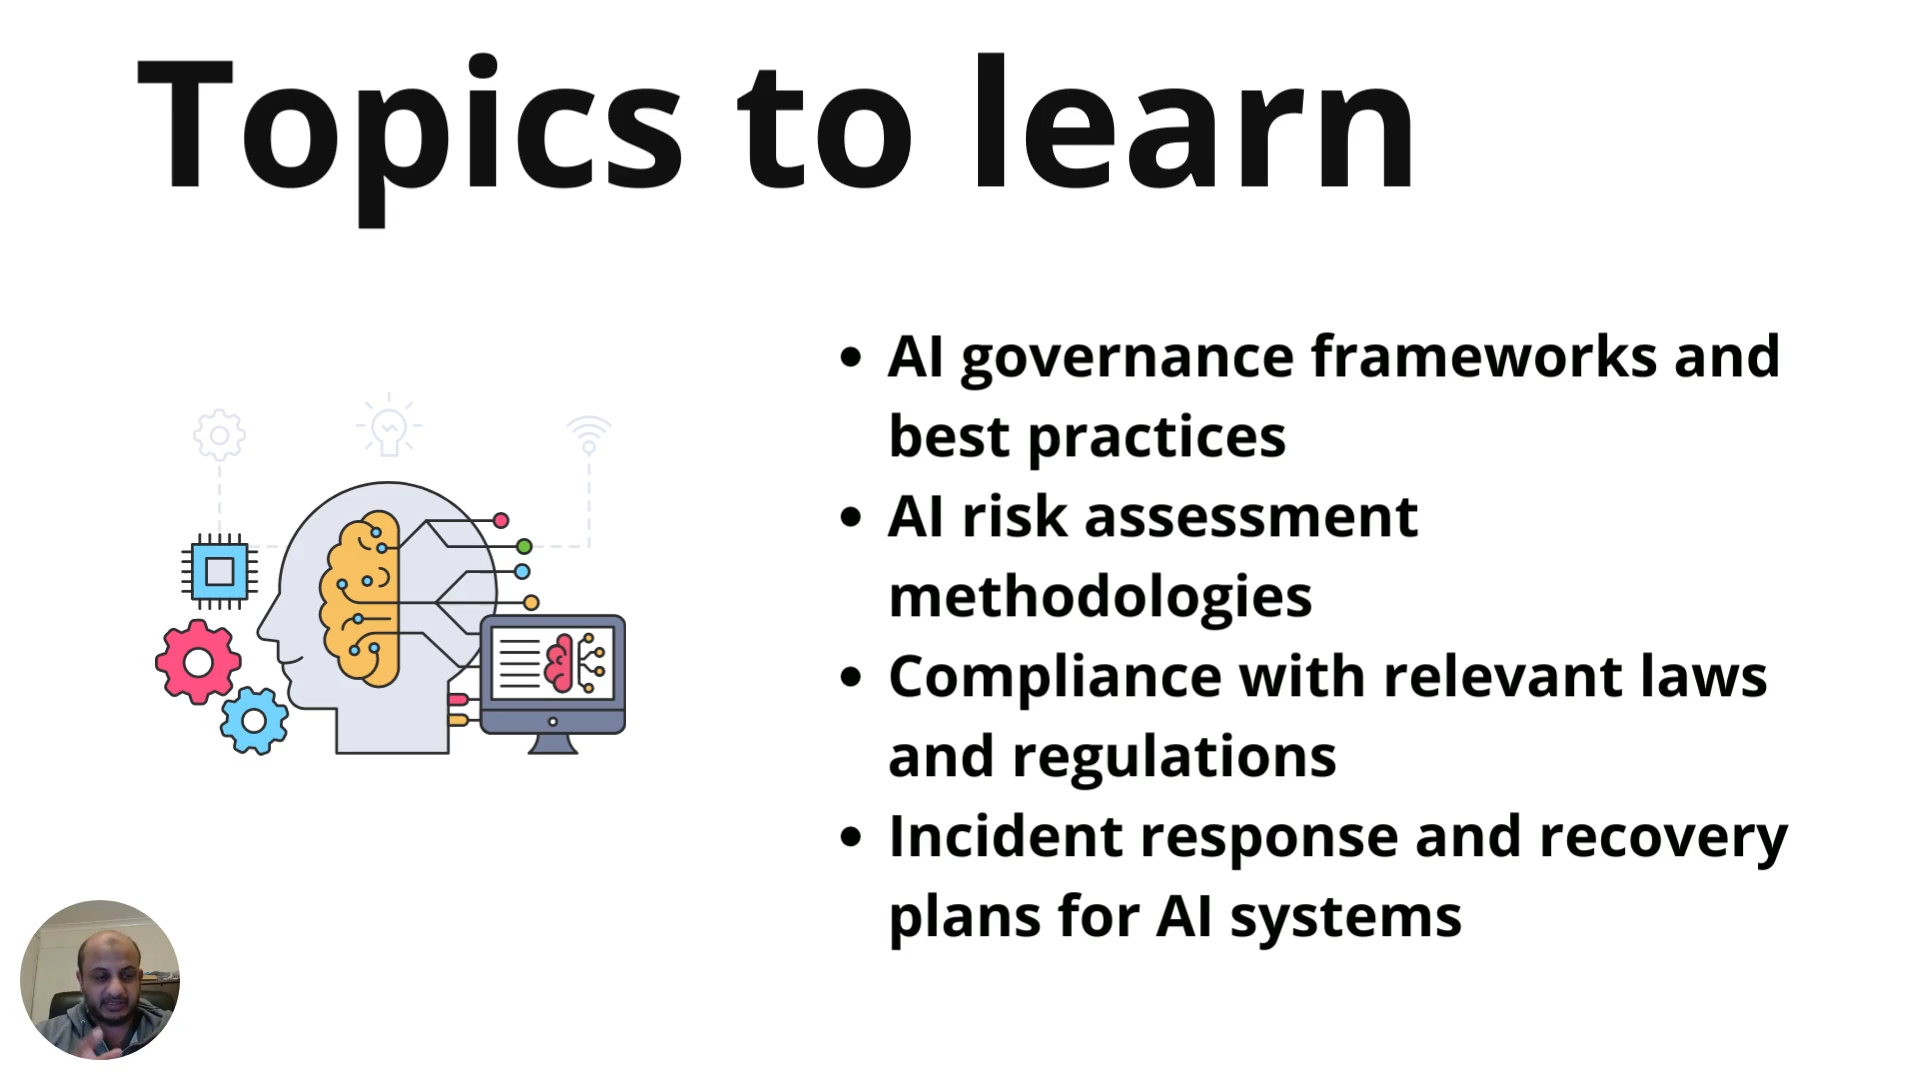 Topics to learn
• AI governance frameworks and
best practices
• AI risk assessment
methodologies
• Compliance with relevant laws
and regulations
• Incident response and recovery
plans for AI systems